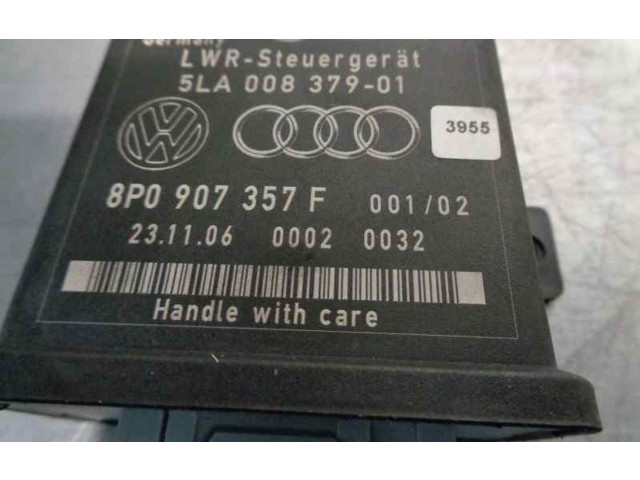 Germany
LWR-Steuergerät
5LA 008 379-01
3955
8P0 907 357 F 001/02
23.11.06 0002 0032
Handle with care